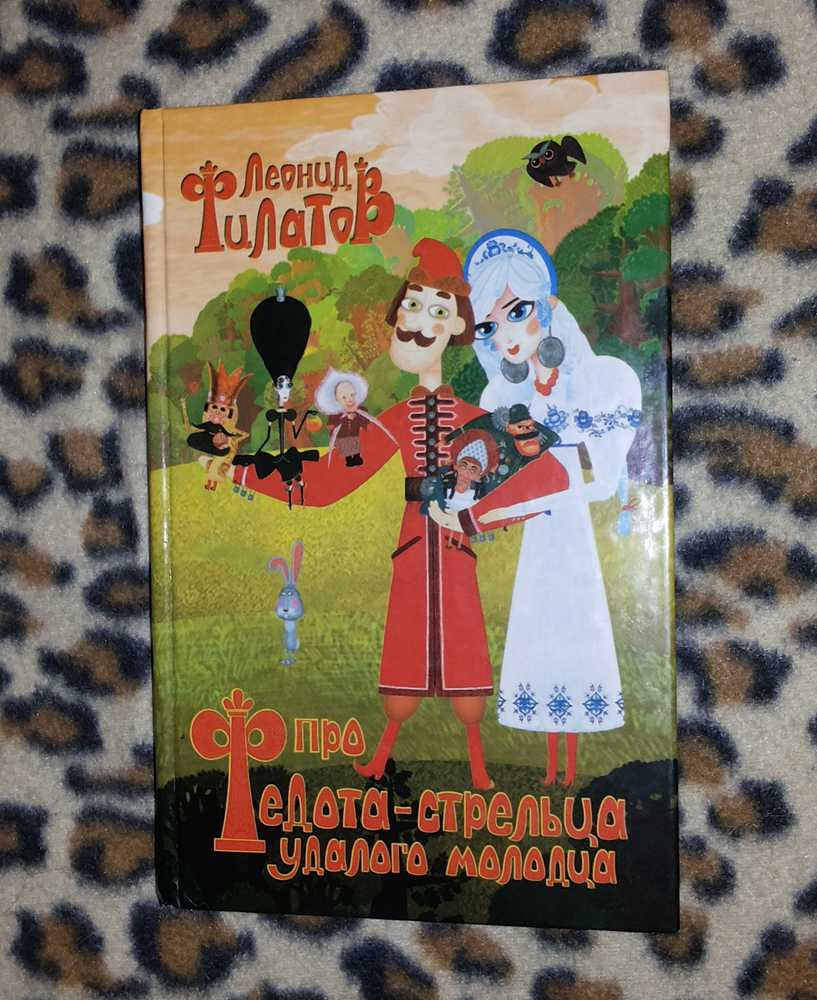 Леонид
Филатов
Про
Федота-стрельца
удалого молодца